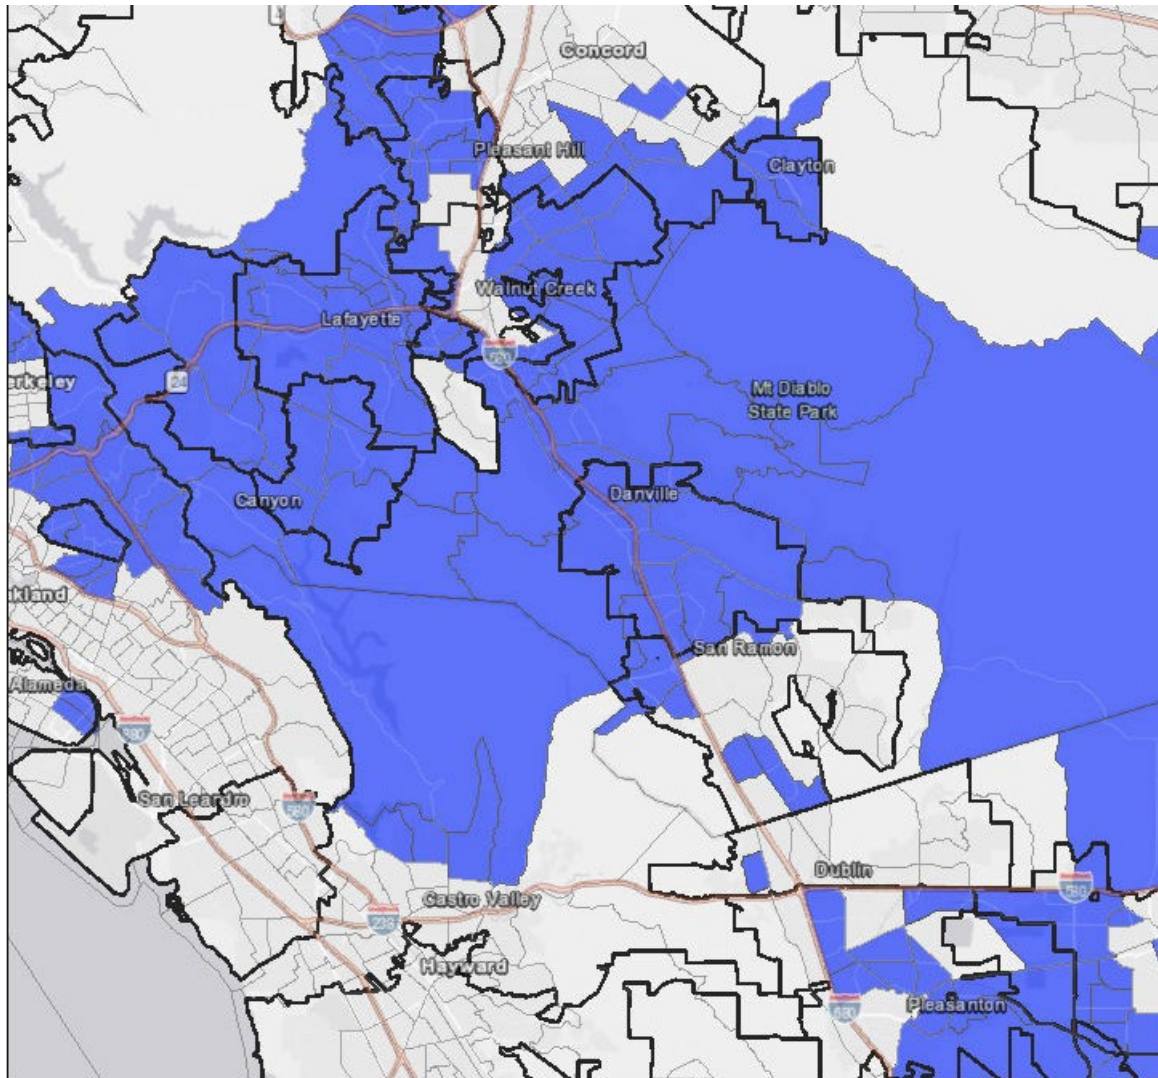 Concord
Pleasant Hill
Clayton
Walnut Creek
Lafayette
680
erkeley
24
Mt Diablo
State Park
Danville
Canyon
akland
San Ramon
Alameda
880
San Leandro
580
Dublin
580
Castro Valley
238
Hayward
Pleasanton
680